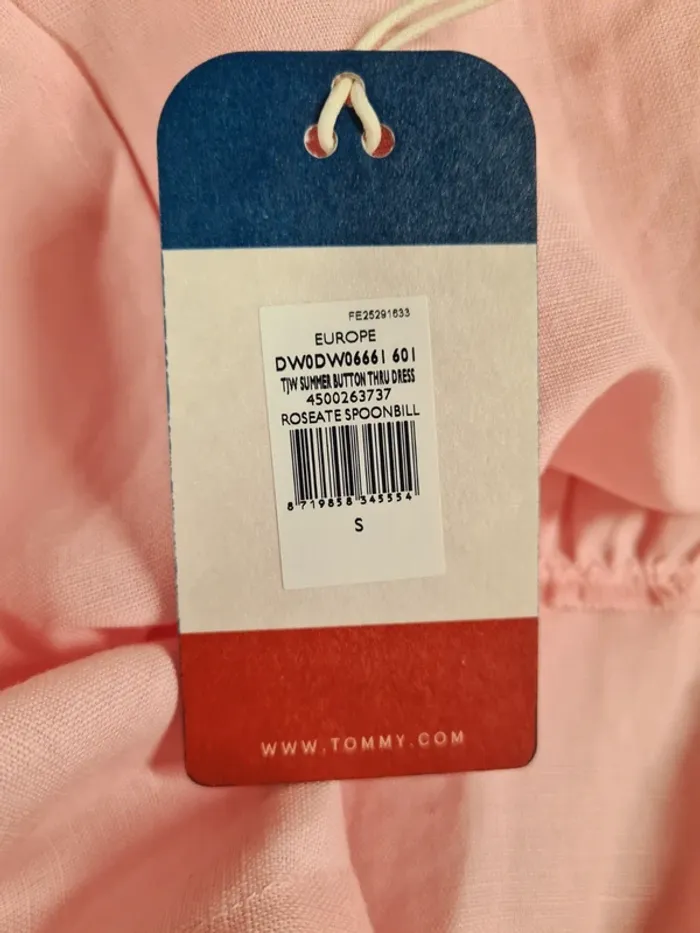 FE25291633
EUROPE
DW0DW06661 601
TJW SUMMER BUTTON THRU DRESS
4500263737
ROSEATE SPOONBILL
8 719858 345554
S
WWW.TOMMY.COM